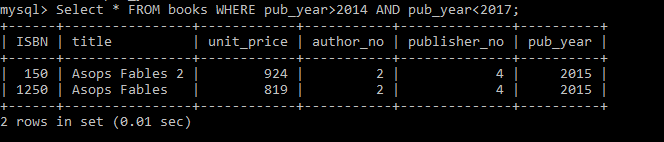 mysql> Select * FROM books WHERE pub_year>2014 AND pub_year<2017;
+------+----------------+------------+-----------+--------------+----------+
| ISBN | title          | unit_price | author_no | publisher_no | pub_year |
+------+----------------+------------+-----------+--------------+----------+
|  150 | Asops Fables 2 |        924 |         2 |            4 |     2015 |
| 1250 | Asops Fables   |        819 |         2 |            4 |     2015 |
+------+----------------+------------+-----------+--------------+----------+
2 rows in set (0.01 sec)